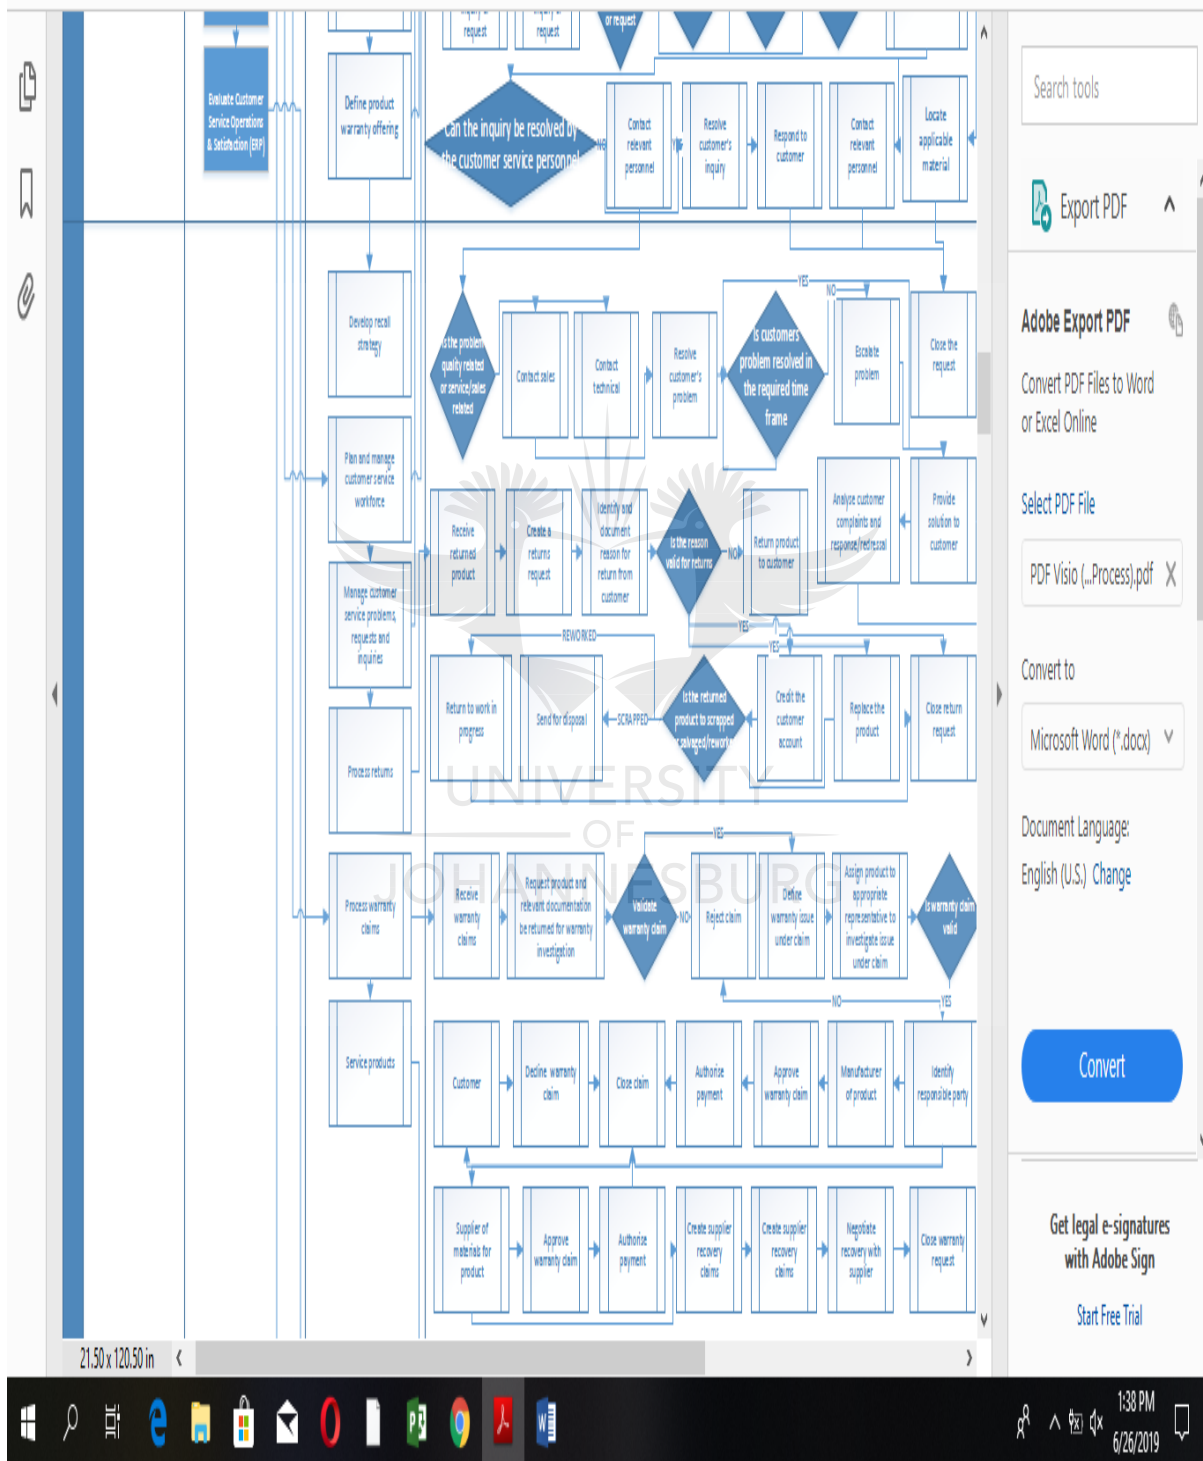 request
request
or request
Evaluate Customer
Service Operations
& Satisfaction (ERP)
Define product
warranty offering
Can the inquiry be resolved by
the customer service personnel
NO
Contact
relevant
personnel
Resolve
customer's
inquiry
Respond to
customer
Contact
relevant
personnel
Locate
applicable
material
Develop recall
strategy
Is the problem
quality related
or service/sales
related
Contact sales
Contact
technical
Resolve
customer's
problem
Is customers
problem resolved in
the required time
frame
YES
NO
Escalate
problem
Close the
request
Plan and manage
customer service
workforce
Receive
returned
product
Create a
returns
request
Identify and
document
reason for
return from
customer
Is the reason
valid for returns
NO
Return product
to customer
Analyse customer
complaints and
response/redressal
Provide
solution to
customer
Manage customer
service problems,
requests and
inquiries
YES
YES
REWORKED
Return to work in
progress
Send for disposal
SCRAPPED
Is the returned
product to scrapped
salvaged/rework
Credit the
customer
account
Replace the
product
Close return
request
Process returns
UNIVERSITY
OF
JOHANNESBURG
YES
Process warranty
claims
Receive
warranty
claims
Request product and
relevant documentation
be returned for warranty
investigation
Validate
warranty claim
NO
Reject claim
Define
warranty issue
under claim
Assign product to
appropriate
representative to
investigate issue
under claim
Is warranty claim
valid
NO
YES
Service products
Customer
Decline warranty
claim
Close claim
Authorise
payment
Approve
warranty claim
Manufacturer
of product
Identify
responsible party
Supplier of
materials for
product
Approve
warranty claim
Authorise
payment
Create supplier
recovery
claims
Create supplier
recovery
claims
Negotiate
recovery with
supplier
Close warranty
request
21.50 x 120.50 in
Search tools
Export PDF
Adobe Export PDF
Convert PDF Files to Word
or Excel Online
Select PDF File
PDF Visio (...Process).pdf
Convert to
Microsoft Word (*.docx)
Document Language:
English (U.S.) Change
Convert
Get legal e-signatures
with Adobe Sign
Start Free Trial
1:38 PM
6/26/2019